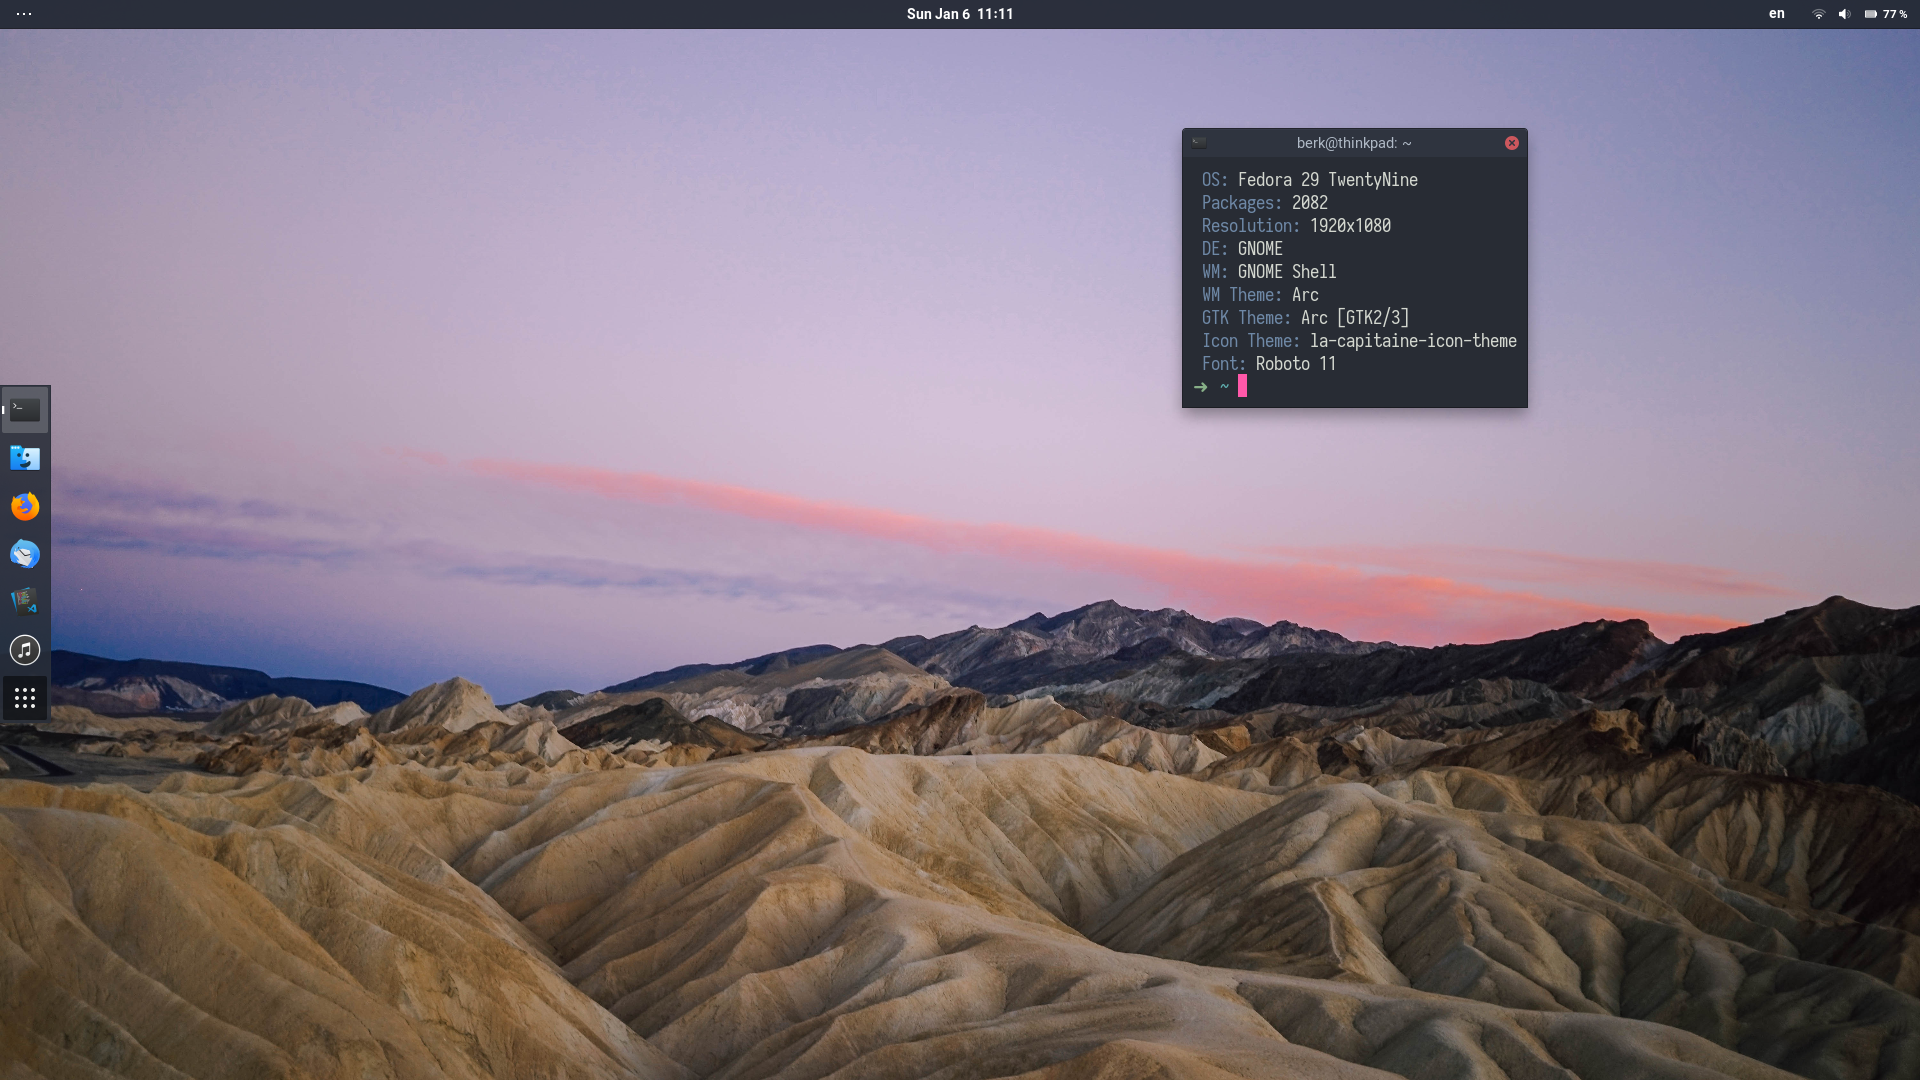 Sun Jan 6 11:11
en
77 %
berk@thinkpad: ~
OS: Fedora 29 TwentyNine
Packages: 2082
Resolution: 1920x1080
DE: GNOME
WM: GNOME Shell
WM Theme: Arc
GTK Theme: Arc [GTK2/3]
Icon Theme: la-capitaine-icon-theme
Font: Roboto 11
➜ ~